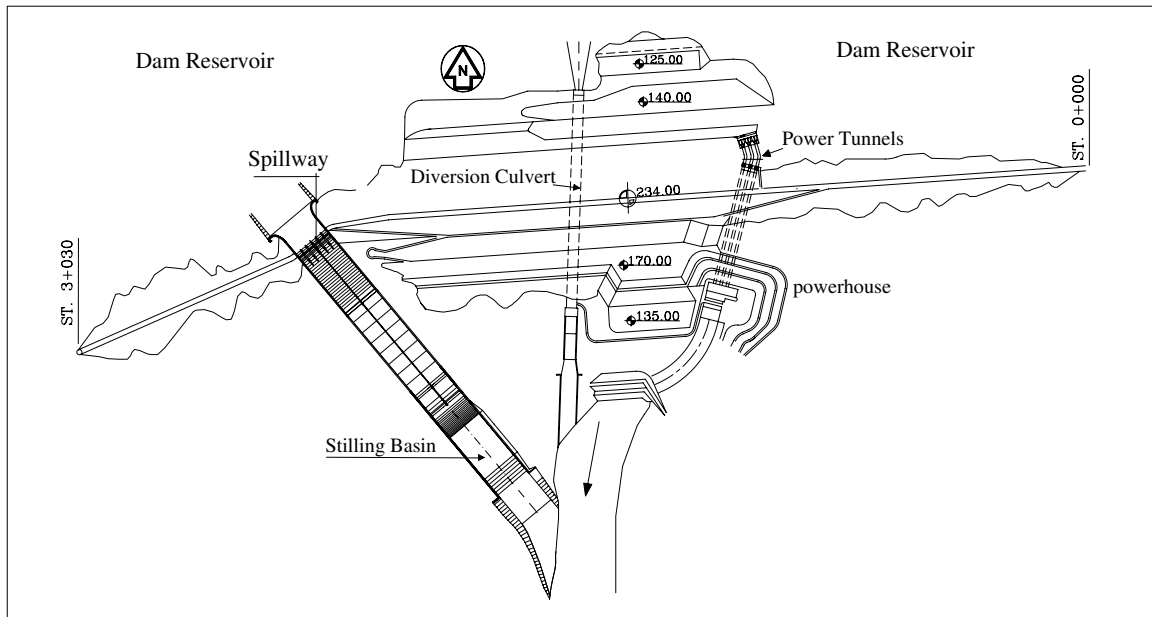 Dam Reservoir
Dam Reservoir
N
125.00
140.00
ST. 0+000
Power Tunnels
Spillway
Diversion Culvert
234.00
ST. 3+030
170.00
powerhouse
135.00
Stilling Basin